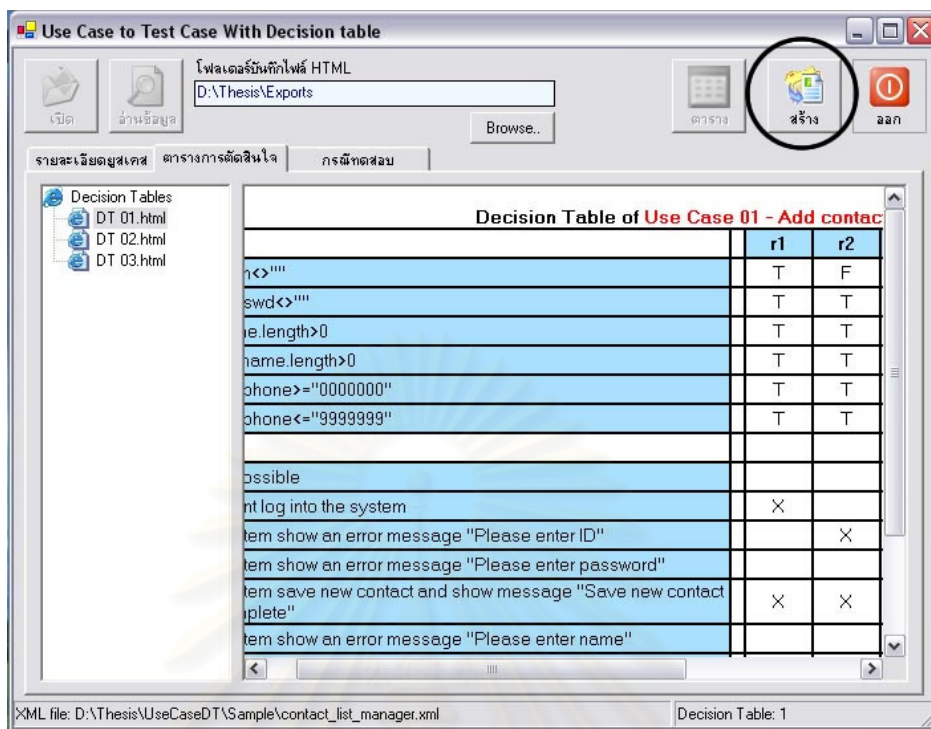 Use Case to Test Case With Decision table
โฟลเดอร์บันทึกไฟล์ HTML
D:\Thesis\Exports
Browse..
เปิด
อ่านข้อมูล
ตาราง
สร้าง
ออก
รายละเอียดยูสเคส
ตารางการตัดสินใจ
กรณีทดสอบ
Decision Tables
DT 01.html
DT 02.html
DT 03.html
Decision Table of Use Case 01 - Add contac
r1 r2
<>"" T F
swd<>"" T T
e.length>0 T T
name.length>0 T T
phone>="0000000" T T
phone<="9999999" T T
ossible
nt log into the system X
tem show an error message "Please enter ID" X
tem show an error message "Please enter password"
tem save new contact and show message "Save new contact
plete" X X
tem show an error message "Please enter name"
XML file: D:\Thesis\UseCaseDT\Sample\contact_list_manager.xml
Decision Table: 1